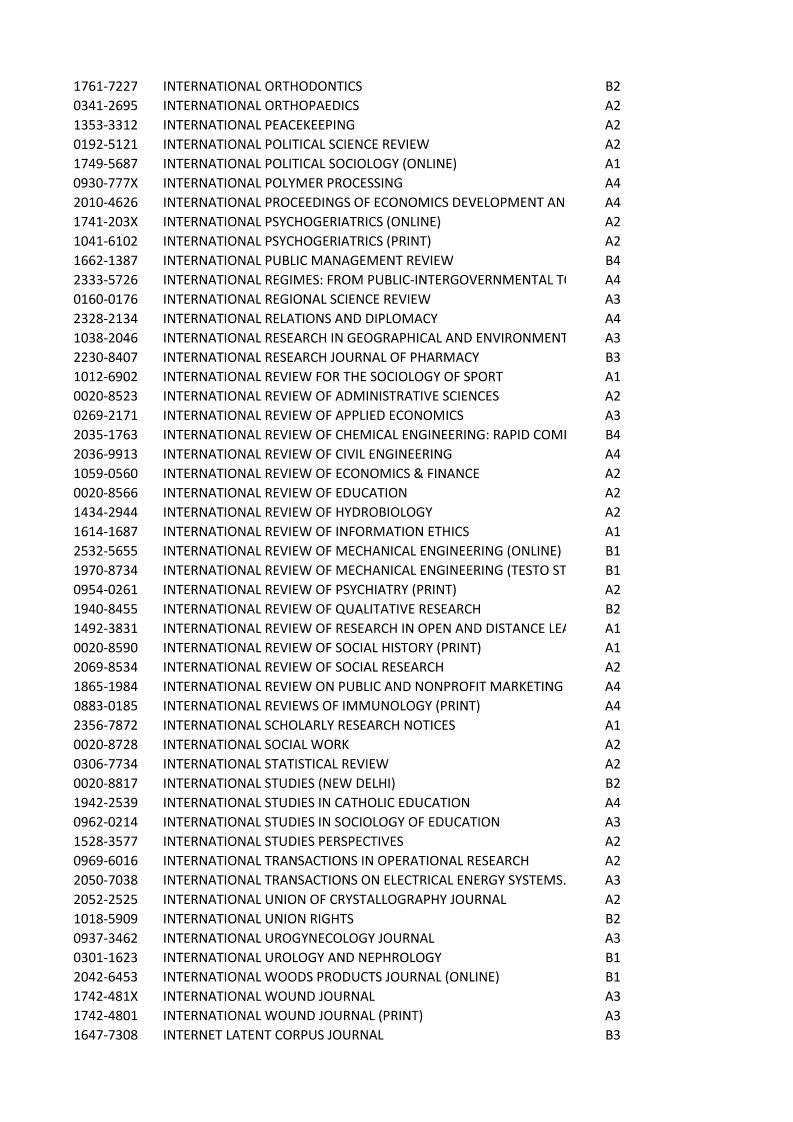 1761-7227 INTERNATIONAL ORTHODONTICS B2
0341-2695 INTERNATIONAL ORTHOPAEDICS A2
1353-3312 INTERNATIONAL PEACEKEEPING A2
0192-5121 INTERNATIONAL POLITICAL SCIENCE REVIEW A2
1749-5687 INTERNATIONAL POLITICAL SOCIOLOGY (ONLINE) A1
0930-777X INTERNATIONAL POLYMER PROCESSING A4
2010-4626 INTERNATIONAL PROCEEDINGS OF ECONOMICS DEVELOPMENT AN A4
1741-203X INTERNATIONAL PSYCHOGERIATRICS (ONLINE) A2
1041-6102 INTERNATIONAL PSYCHOGERIATRICS (PRINT) A2
1662-1387 INTERNATIONAL PUBLIC MANAGEMENT REVIEW B4
2333-5726 INTERNATIONAL REGIMES: FROM PUBLIC-INTERGOVERNMENTAL TO A4
0160-0176 INTERNATIONAL REGIONAL SCIENCE REVIEW A3
2328-2134 INTERNATIONAL RELATIONS AND DIPLOMACY A4
1038-2046 INTERNATIONAL RESEARCH IN GEOGRAPHICAL AND ENVIRONMENT A3
2230-8407 INTERNATIONAL RESEARCH JOURNAL OF PHARMACY B3
1012-6902 INTERNATIONAL REVIEW FOR THE SOCIOLOGY OF SPORT A1
0020-8523 INTERNATIONAL REVIEW OF ADMINISTRATIVE SCIENCES A2
0269-2171 INTERNATIONAL REVIEW OF APPLIED ECONOMICS A3
2035-1763 INTERNATIONAL REVIEW OF CHEMICAL ENGINEERING: RAPID COM B4
2036-9913 INTERNATIONAL REVIEW OF CIVIL ENGINEERING A4
1059-0560 INTERNATIONAL REVIEW OF ECONOMICS & FINANCE A2
0020-8566 INTERNATIONAL REVIEW OF EDUCATION A2
1434-2944 INTERNATIONAL REVIEW OF HYDROBIOLOGY A2
1614-1687 INTERNATIONAL REVIEW OF INFORMATION ETHICS A1
2532-5655 INTERNATIONAL REVIEW OF MECHANICAL ENGINEERING (ONLINE) B1
1970-8734 INTERNATIONAL REVIEW OF MECHANICAL ENGINEERING (TESTO ST B1
0954-0261 INTERNATIONAL REVIEW OF PSYCHIATRY (PRINT) A2
1940-8455 INTERNATIONAL REVIEW OF QUALITATIVE RESEARCH B2
1492-3831 INTERNATIONAL REVIEW OF RESEARCH IN OPEN AND DISTANCE LEA A1
0020-8590 INTERNATIONAL REVIEW OF SOCIAL HISTORY (PRINT) A1
2069-8534 INTERNATIONAL REVIEW OF SOCIAL RESEARCH A2
1865-1984 INTERNATIONAL REVIEW ON PUBLIC AND NONPROFIT MARKETING A4
0883-0185 INTERNATIONAL REVIEWS OF IMMUNOLOGY (PRINT) A4
2356-7872 INTERNATIONAL SCHOLARLY RESEARCH NOTICES A1
0020-8728 INTERNATIONAL SOCIAL WORK A2
0306-7734 INTERNATIONAL STATISTICAL REVIEW A2
0020-8817 INTERNATIONAL STUDIES (NEW DELHI) B2
1942-2539 INTERNATIONAL STUDIES IN CATHOLIC EDUCATION A4
0962-0214 INTERNATIONAL STUDIES IN SOCIOLOGY OF EDUCATION A3
1528-3577 INTERNATIONAL STUDIES PERSPECTIVES A2
0969-6016 INTERNATIONAL TRANSACTIONS IN OPERATIONAL RESEARCH A2
2050-7038 INTERNATIONAL TRANSACTIONS ON ELECTRICAL ENERGY SYSTEMS. A3
2052-2525 INTERNATIONAL UNION OF CRYSTALLOGRAPHY JOURNAL A2
1018-5909 INTERNATIONAL UNION RIGHTS B2
0937-3462 INTERNATIONAL UROGYNECOLOGY JOURNAL A3
0301-1623 INTERNATIONAL UROLOGY AND NEPHROLOGY B1
2042-6453 INTERNATIONAL WOODS PRODUCTS JOURNAL (ONLINE) B1
1742-481X INTERNATIONAL WOUND JOURNAL A3
1742-4801 INTERNATIONAL WOUND JOURNAL (PRINT) A3
1647-7308 INTERNET LATENT CORPUS JOURNAL B3